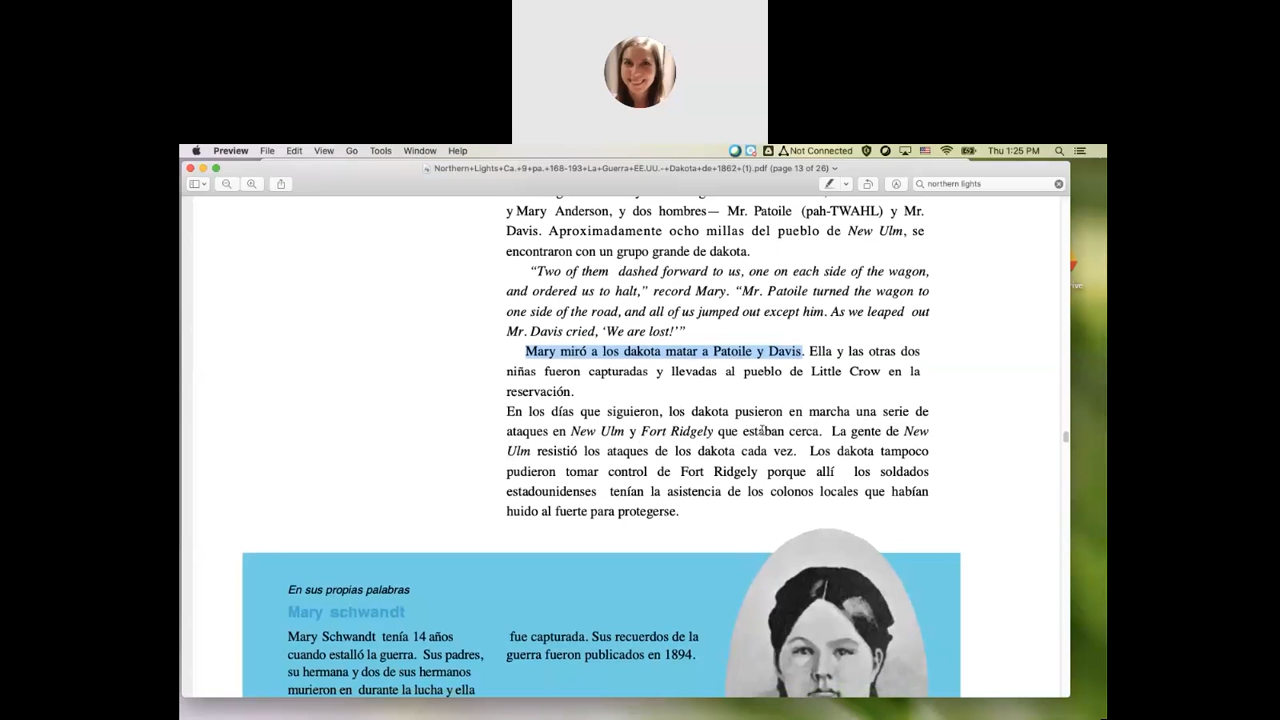 Preview File Edit View Go Tools Window Help Not Connected Thu 1:25 PM
Northern+Lights+Ca.+9+pa.+168-193+La+Guerra+EE.UU.-+Dakota+de+1862+(1).pdf (page 13 of 26)
northern lights
y Mary Anderson, y dos hombres— Mr. Patoile (pah-TWAHL) y Mr.
Davis. Aproximadamente ocho millas del pueblo de New Ulm, se
encontraron con un grupo grande de dakota.
“Two of them dashed forward to us, one on each side of the wagon,
and ordered us to halt,” record Mary. “Mr. Patoile turned the wagon to
one side of the road, and all of us jumped out except him. As we leaped out
Mr. Davis cried, ‘We are lost!’”
Mary miró a los dakota matar a Patoile y Davis. Ella y las otras dos
niñas fueron capturadas y llevadas al pueblo de Little Crow en la
reservación.
En los días que siguieron, los dakota pusieron en marcha una serie de
ataques en New Ulm y Fort Ridgely que estaban cerca. La gente de New
Ulm resistió los ataques de los dakota cada vez. Los dakota tampoco
pudieron tomar control de Fort Ridgely porque allí los soldados
estadounidenses tenían la asistencia de los colonos locales que habían
huido al fuerte para protegerse.
En sus propias palabras
Mary schwandt
Mary Schwandt tenía 14 años
cuando estalló la guerra. Sus padres,
su hermana y dos de sus hermanos
murieron en durante la lucha y ella
fue capturada. Sus recuerdos de la
guerra fueron publicados en 1894.